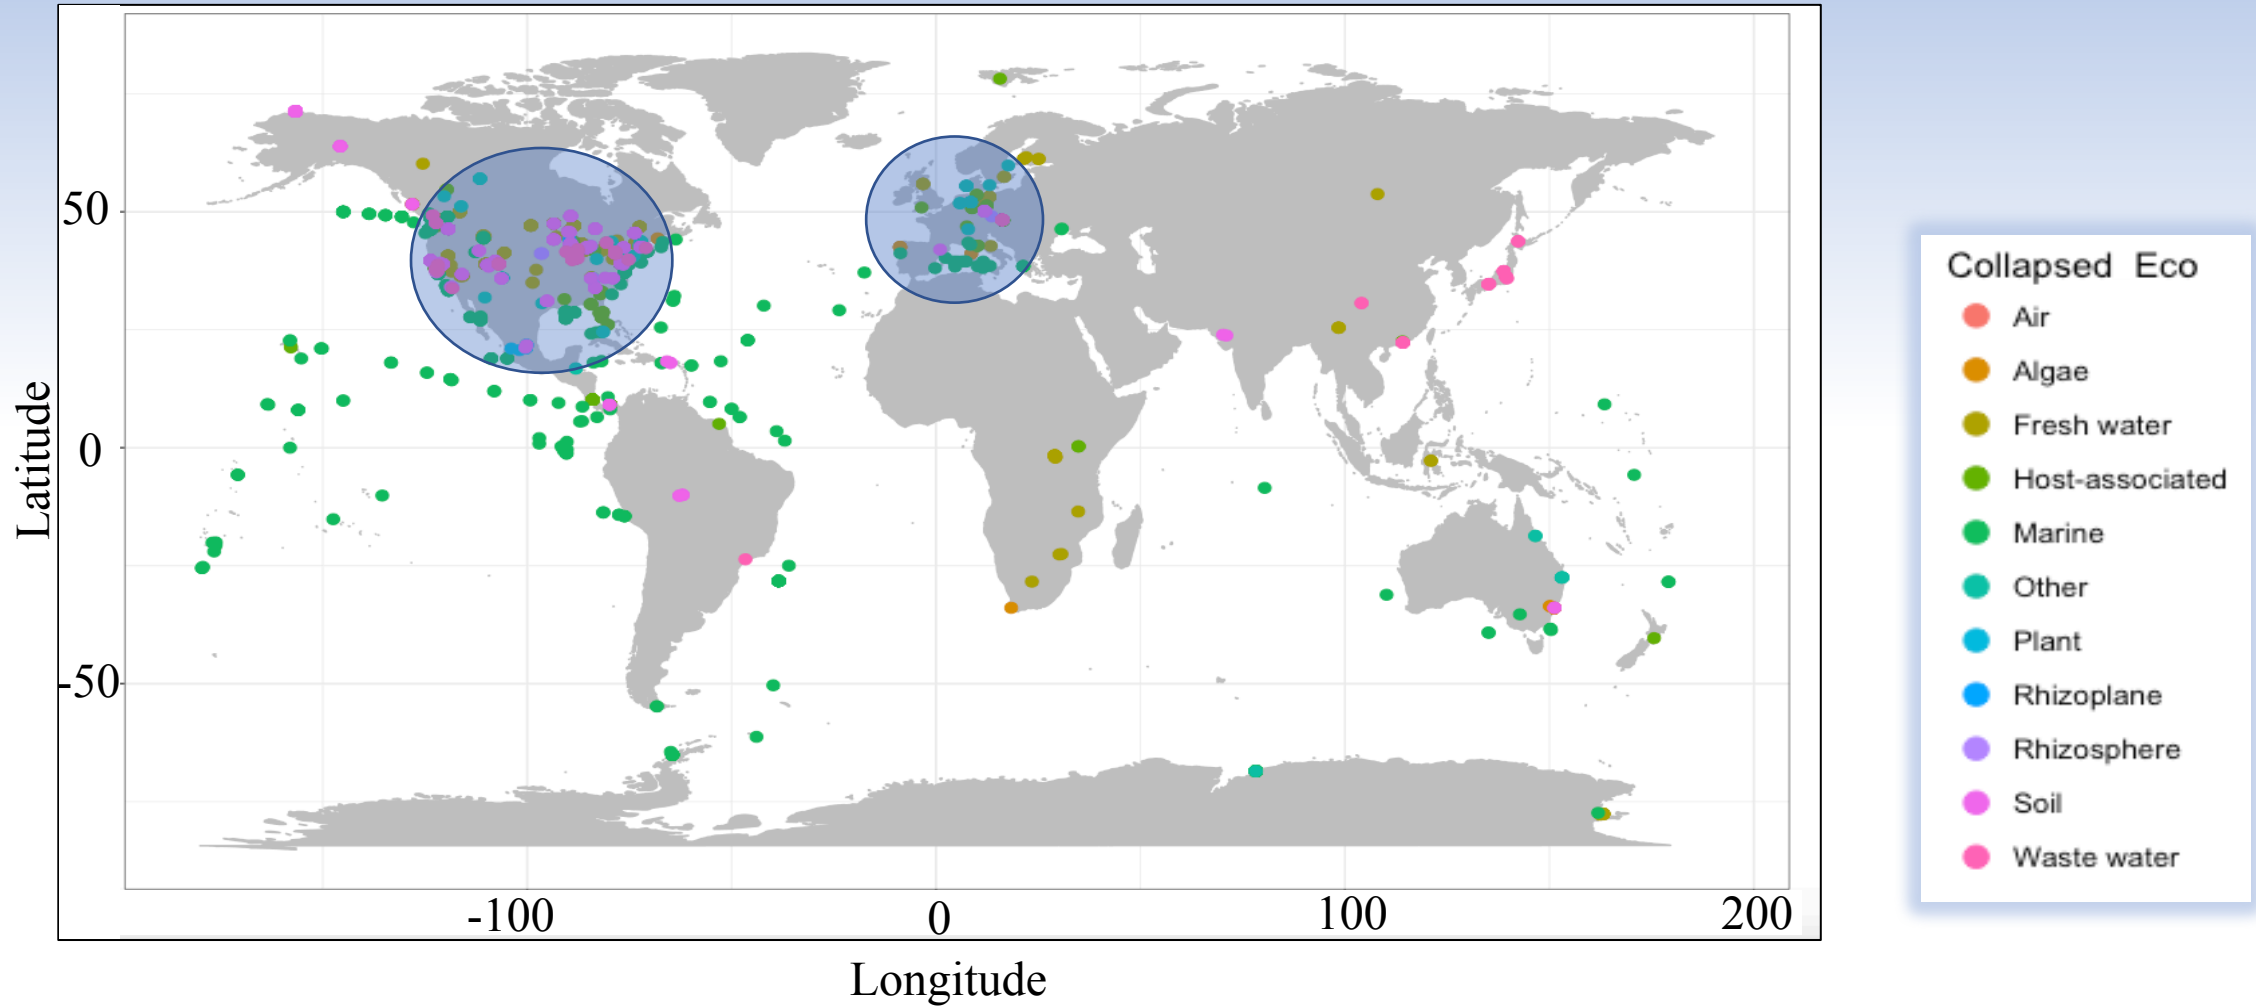 Latitude
50
0
-50
-100
0
100
200
Longitude
Collapsed Eco
Air
Algae
Fresh water
Host-associated
Marine
Other
Plant
Rhizoplane
Rhizosphere
Soil
Waste water